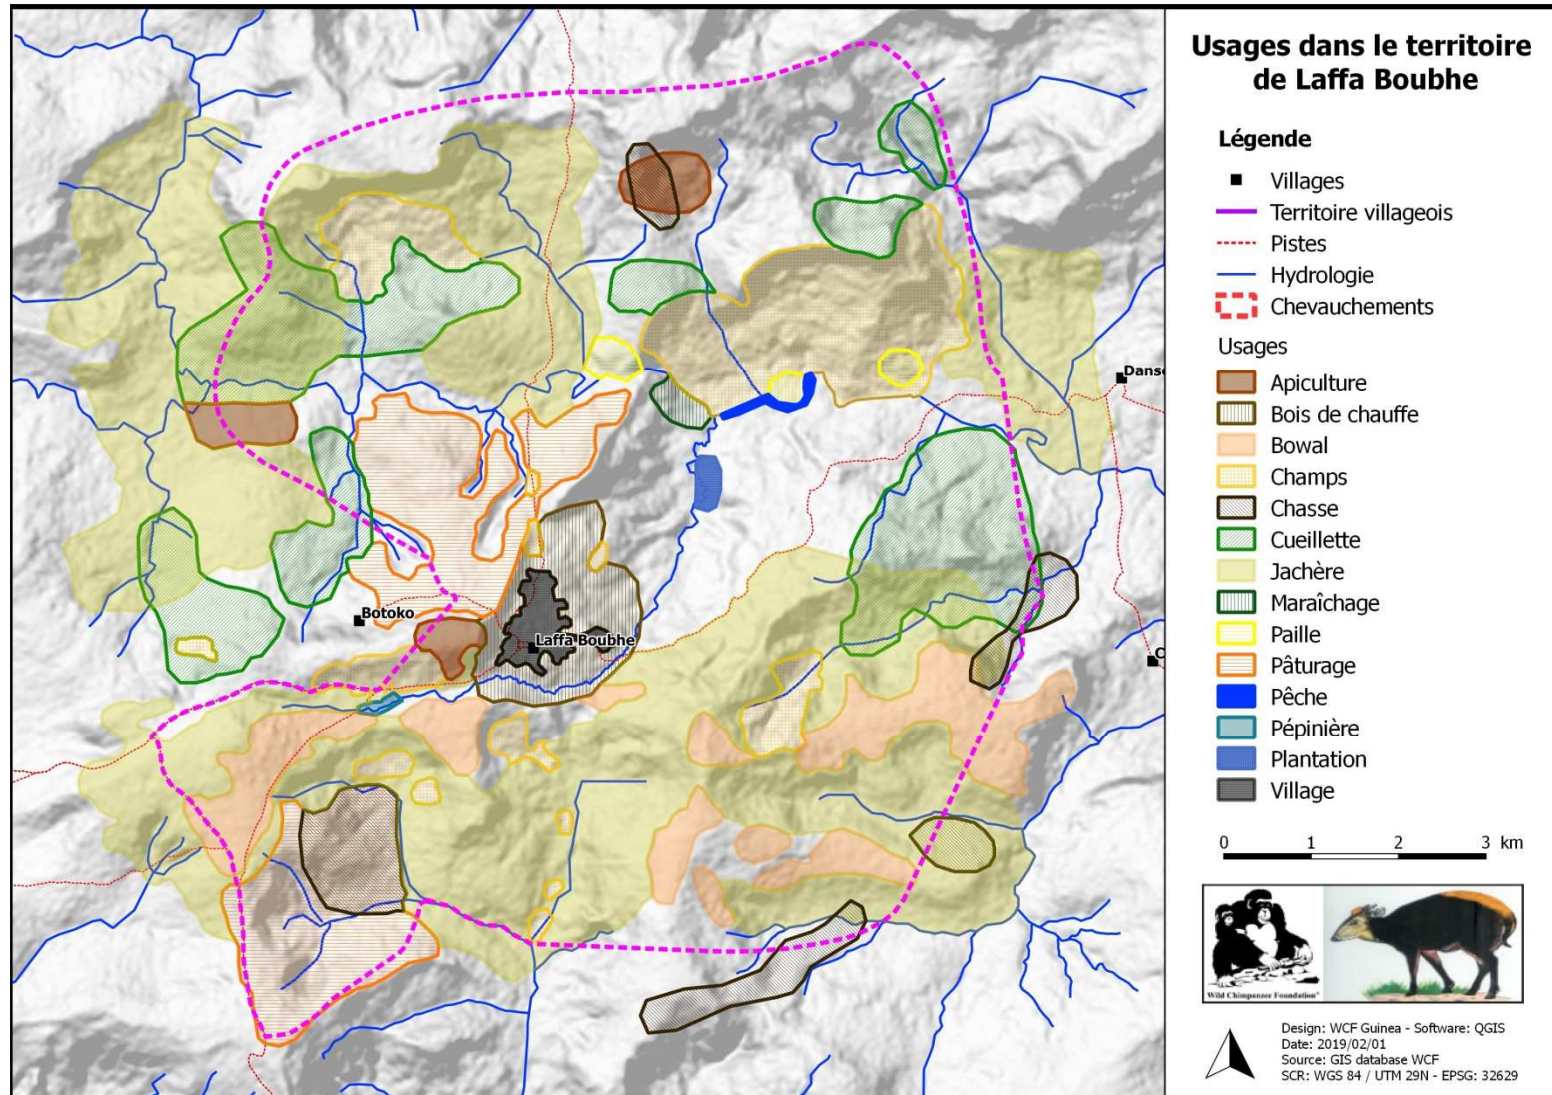 Usages dans le territoire
de Laffa Boubhe
Légende
Villages
Territoire villageois
Pistes
Hydrologie
Chevauchements
Usages
Apiculture
Bois de chauffe
Bowal
Champs
Chasse
Cueillette
Jachère
Maraîchage
Paille
Pâturage
Pêche
Pépinière
Plantation
Village
0 1 2 3 km
Wild Chimpanzee Foundation
Design: WCF Guinea - Software: QGIS
Date: 2019/02/01
Source: GIS database WCF
SCR: WGS 84 / UTM 29N - EPSG: 32629
Danse
Botoko
Laffa Boubhe
C